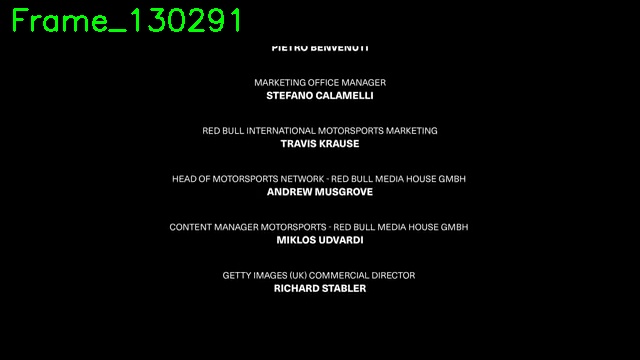 Frame_130291
PIETRO BENVENUTI
MARKETING OFFICE MANAGER
STEFANO CALAMELLI
RED BULL INTERNATIONAL MOTORSPORTS MARKETING
TRAVIS KRAUSE
HEAD OF MOTORSPORTS NETWORK - RED BULL MEDIA HOUSE GMBH
ANDREW MUSGROVE
CONTENT MANAGER MOTORSPORTS - RED BULL MEDIA HOUSE GMBH
MIKLOS UDVARDI
GETTY IMAGES (UK) COMMERCIAL DIRECTOR
RICHARD STABLER